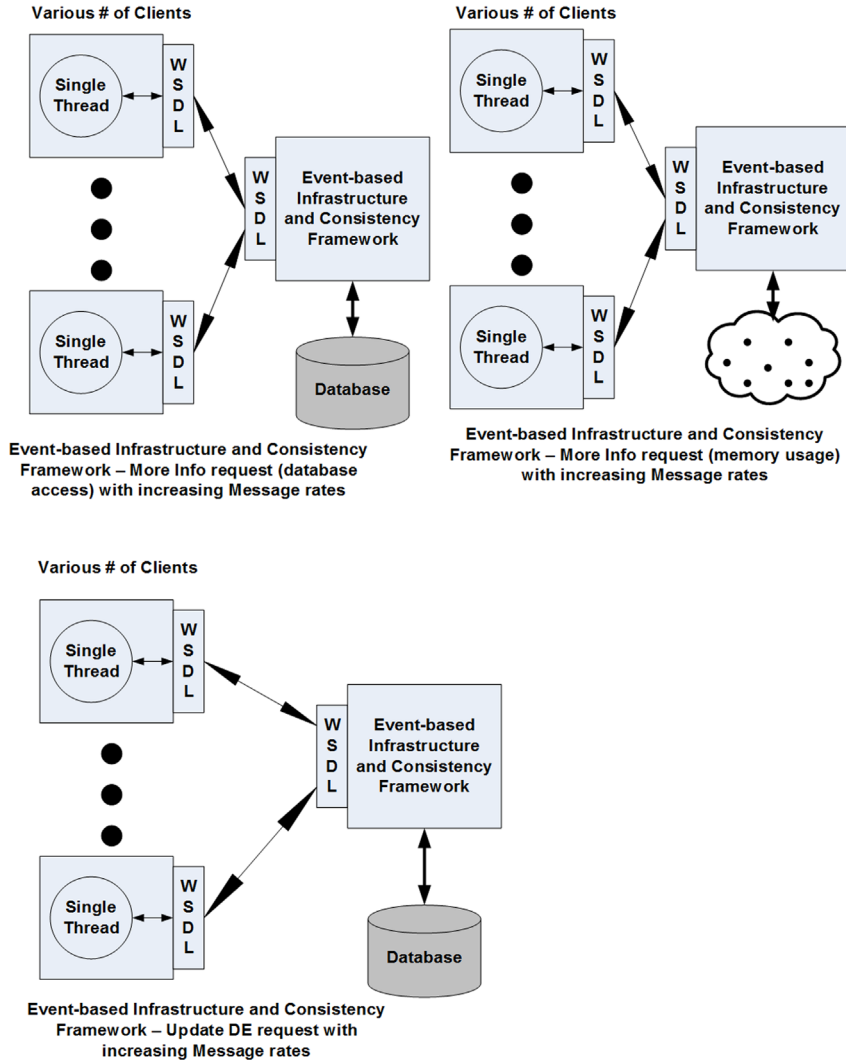 Various # of Clients
Single
Thread
W
S
D
L
W
S
D
L
Event-based
Infrastructure
and Consistency
Framework
Single
Thread
W
S
D
L
Database
Event-based Infrastructure and Consistency
Framework – More Info request (database
access) with increasing Message rates
Various # of Clients
Single
Thread
W
S
D
L
W
S
D
L
Event-based
Infrastructure
and Consistency
Framework
Single
Thread
W
S
D
L
Event-based Infrastructure and Consistency
Framework – More Info request (memory usage)
with increasing Message rates
Various # of Clients
Single
Thread
W
S
D
L
W
S
D
L
Event-based
Infrastructure
and Consistency
Framework
Single
Thread
W
S
D
L
Database
Event-based Infrastructure and Consistency
Framework – Update DE request with
increasing Message rates